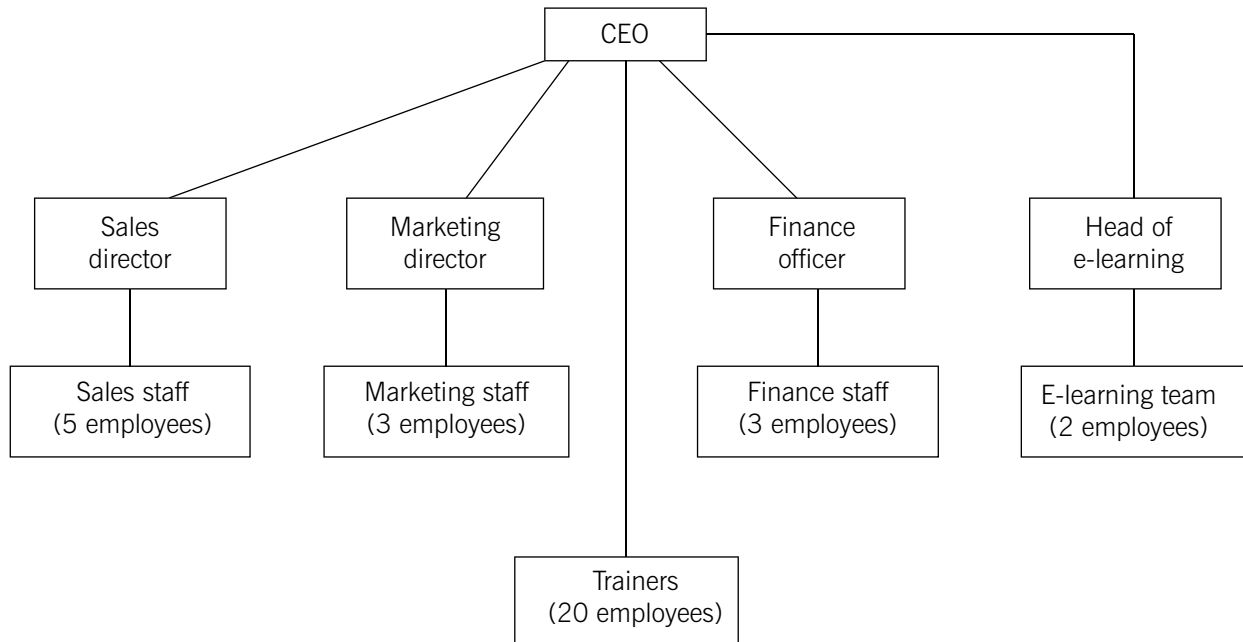 CEO
Sales
director
Marketing
director
Finance
officer
Head of
e-learning
Sales staff
(5 employees)
Marketing staff
(3 employees)
Finance staff
(3 employees)
E-learning team
(2 employees)
Trainers
(20 employees)